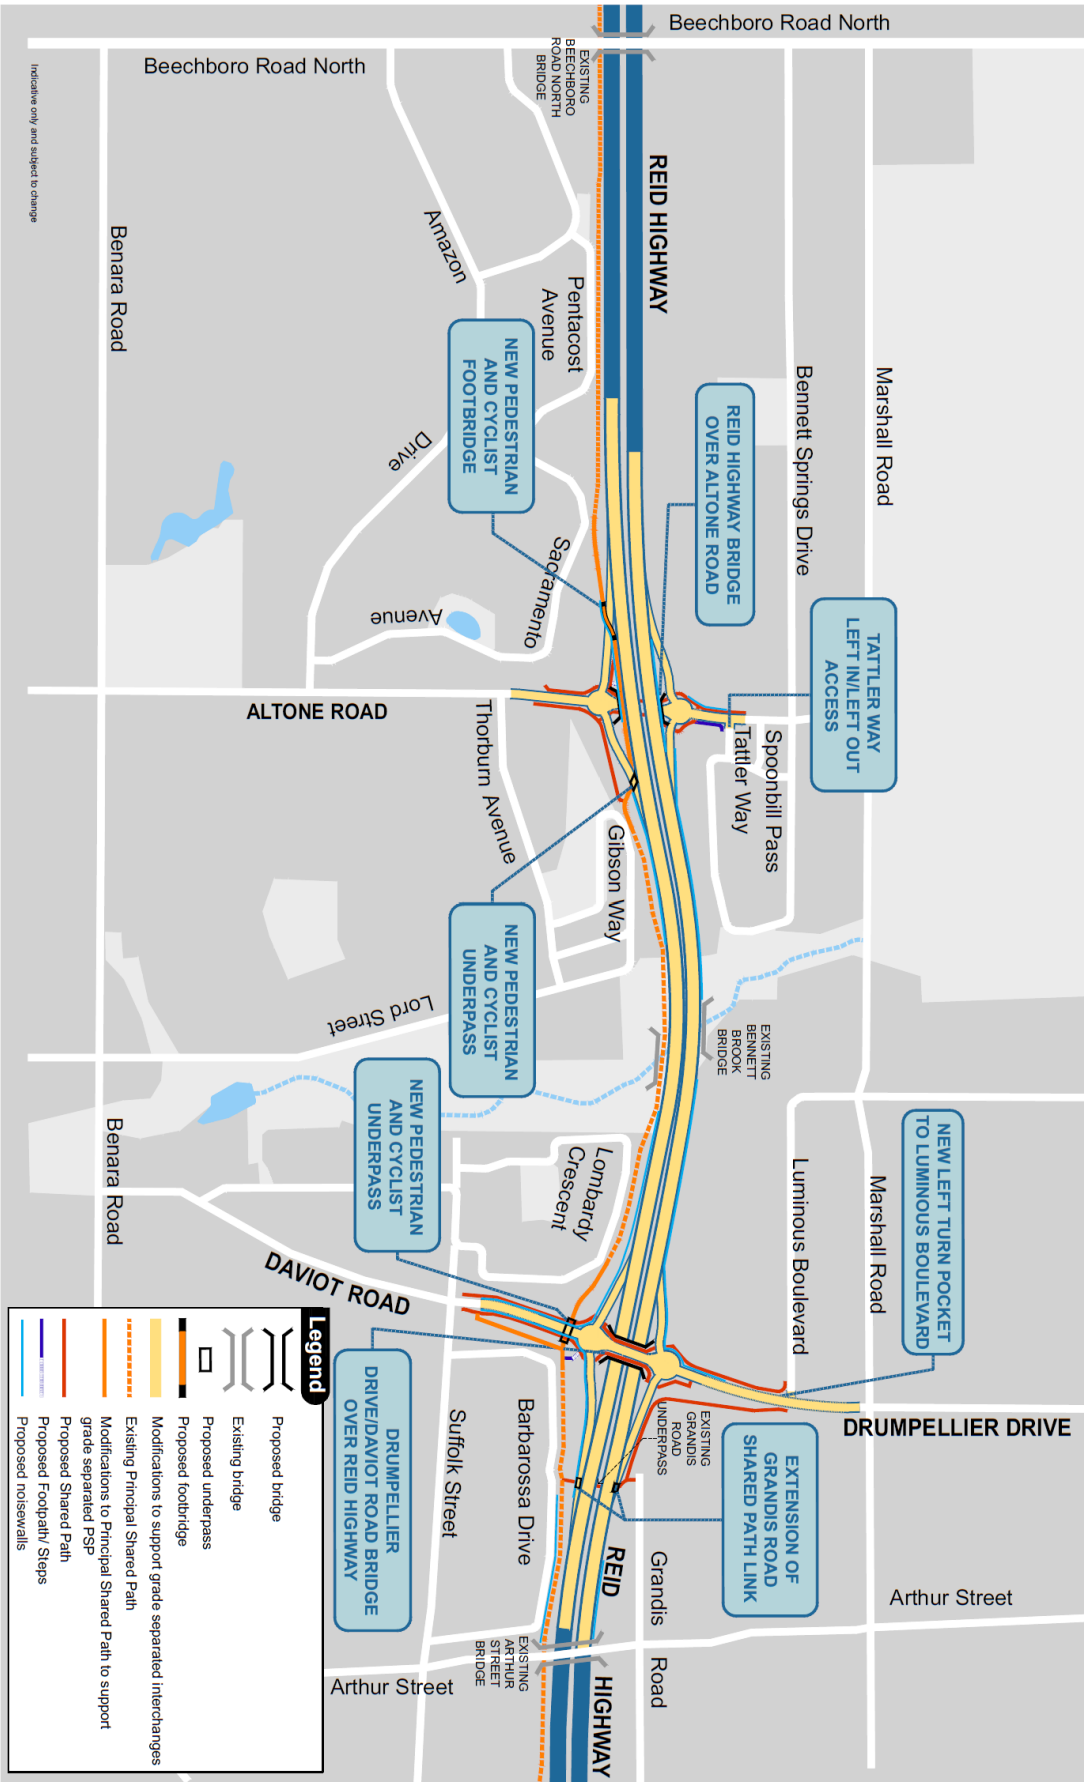 Beechboro Road North
Beechboro Road North
EXISTING
BEECHBORO
ROAD NORTH
BRIDGE
Indicative only and subject to change
REID HIGHWAY
Benara Road
Amazon
Drive
Pentacost
Avenue
Bennett Springs Drive
Marshall Road
NEW PEDESTRIAN
AND CYCLIST
FOOTBRIDGE
REID HIGHWAY BRIDGE
OVER ALTONE ROAD
TATTLER WAY
LEFT IN/LEFT OUT
ACCESS
Sacramento
Avenue
ALTONE ROAD
Thorburn Avenue
Tattler Way
Spoonbill Pass
Gibson Way
NEW PEDESTRIAN
AND CYCLIST
UNDERPASS
Lord Street
EXISTING
BENNETT
BROOK
BRIDGE
NEW PEDESTRIAN
AND CYCLIST
UNDERPASS
Benara Road
Lombardy
Crescent
Luminous Boulevard
Marshall Road
NEW LEFT TURN POCKET
TO LUMINOUS BOULEVARD
DAVIOT ROAD
DRUMPELLIER DRIVE
DRUMPELLIER
DRIVE/DAVIOT ROAD BRIDGE
OVER REID HIGHWAY
Suffolk Street
Barbarossa Drive
EXISTING
GRANDIS
ROAD
UNDERPASS
EXTENSION OF
GRANDIS ROAD
SHARED PATH LINK
REID
HIGHWAY
Grandis
Road
Arthur Street
EXISTING
ARTHUR
STREET
BRIDGE
Arthur Street
Legend
Proposed bridge
Existing bridge
Proposed underpass
Proposed footbridge
Modifications to support grade separated interchanges
Existing Principal Shared Path
Modifications to Principal Shared Path to support
grade separated PSP
Proposed Shared Path
Proposed Footpath/ Steps
Proposed noisewalls